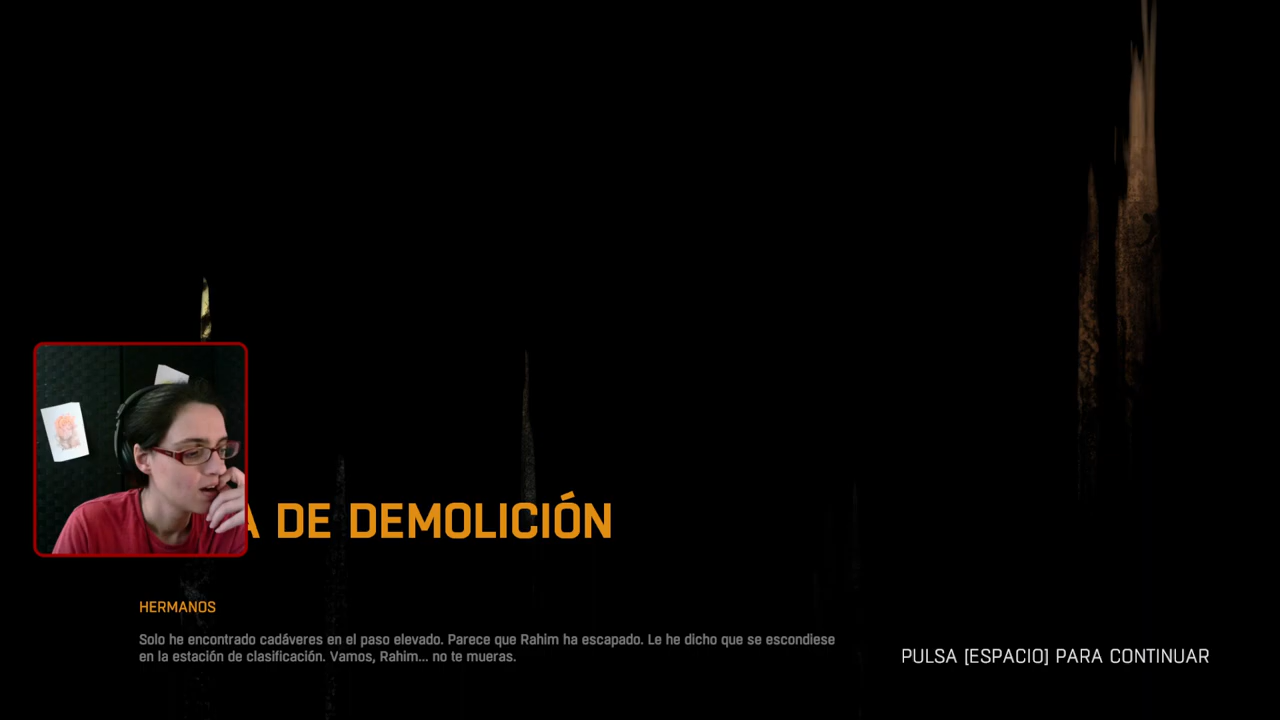 DE DEMOLICIÓN
HERMANOS
Solo he encontrado cadáveres en el paso elevado. Parece que Rahim ha escapado. Le he dicho que se escondiese
en la estación de clasificación. Vamos, Rahim... no te mueras.
PULSA [ESPACIO] PARA CONTINUAR